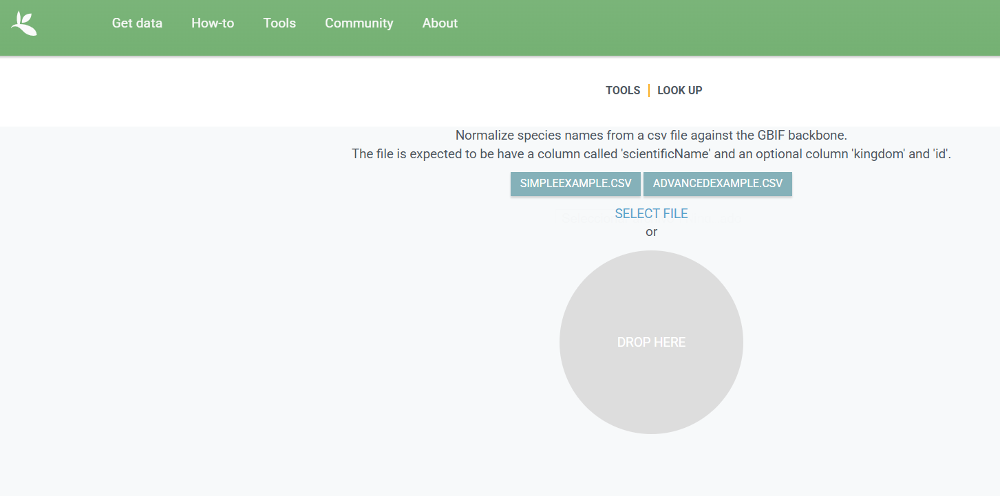 Get data How-to Tools Community About
TOOLS LOOK UP
Normalize species names from a csv file against the GBIF backbone.
The file is expected to be have a column called 'scientificName' and an optional column 'kingdom' and 'id'.
SIMPLEEXAMPLE.CSV ADVANCEDEXAMPLE.CSV
SELECT FILE
or
DROP HERE